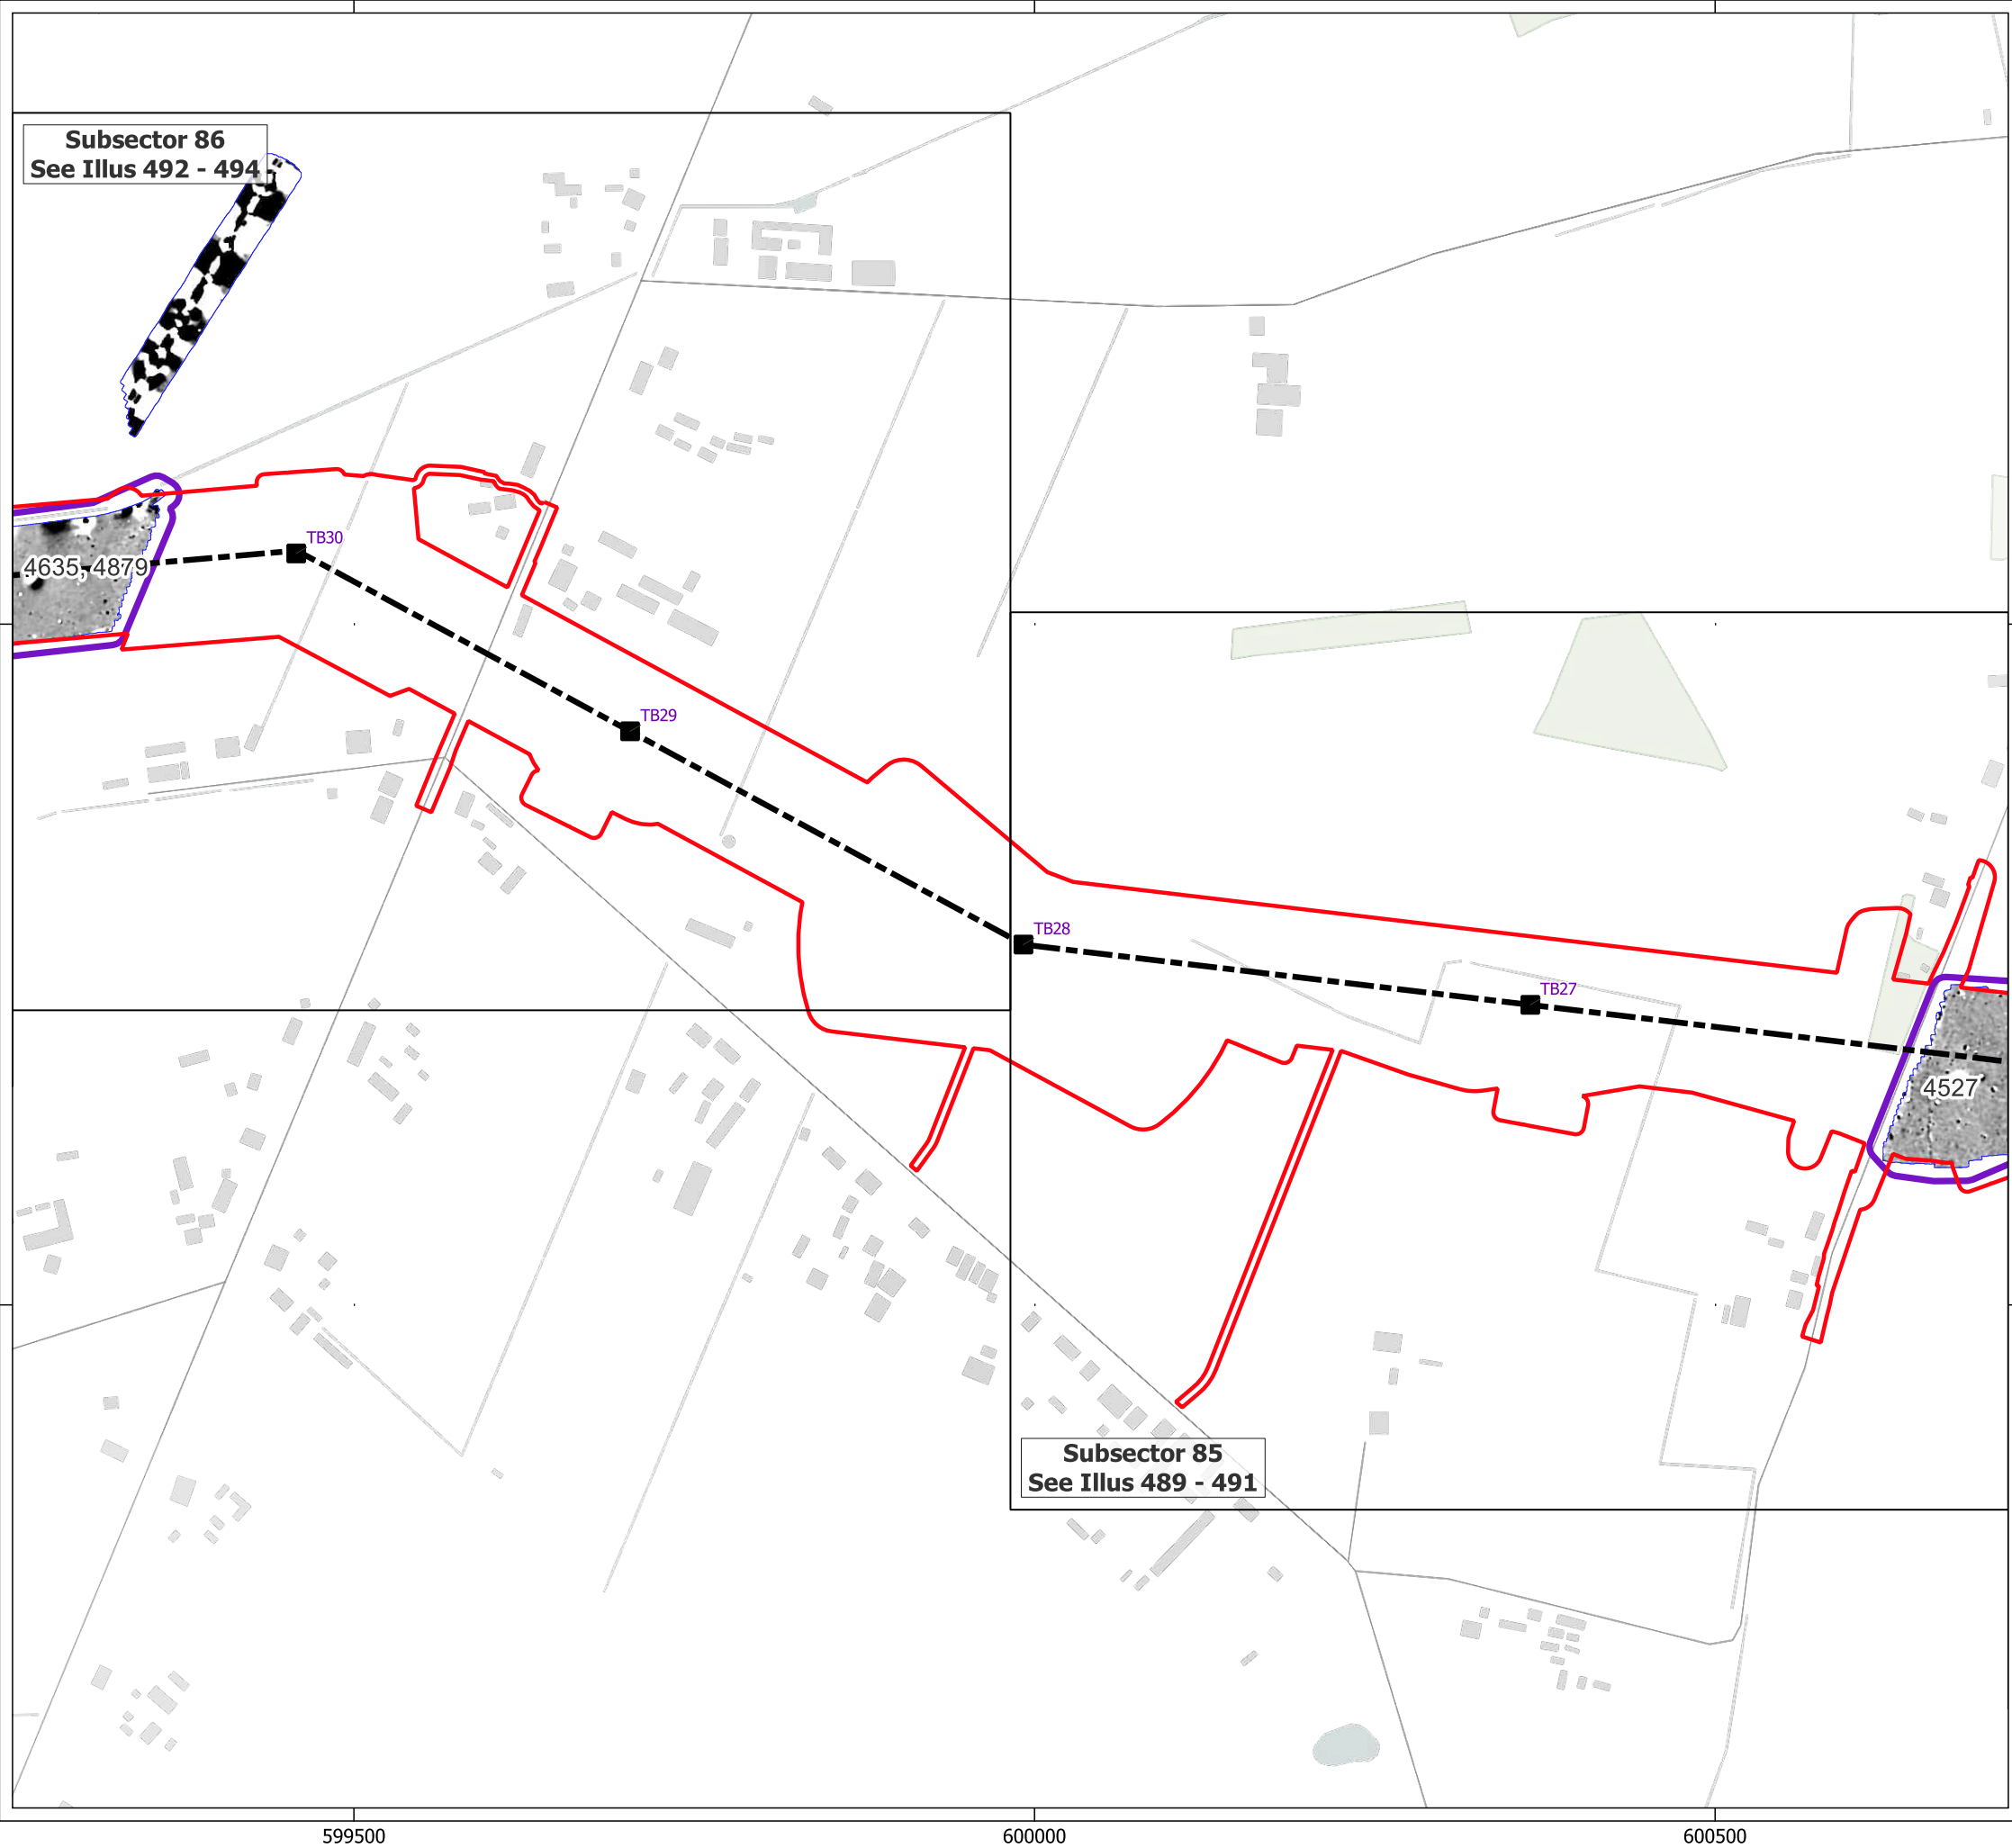 Subsector 86
See Illus 492 - 494
TB30
4635, 4879
TB29
TB28
TB27
4527
Subsector 85
See Illus 489 - 491
599500
600000
600500